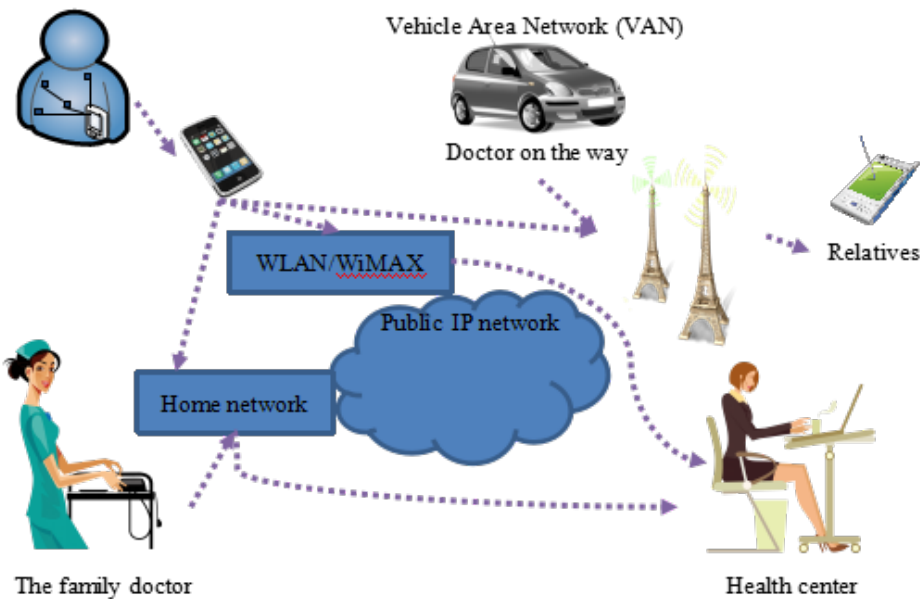 Vehicle Area Network (VAN)
Doctor on the way
Relatives
WLAN/WiMAX
Public IP network
Home network
The family doctor
Health center